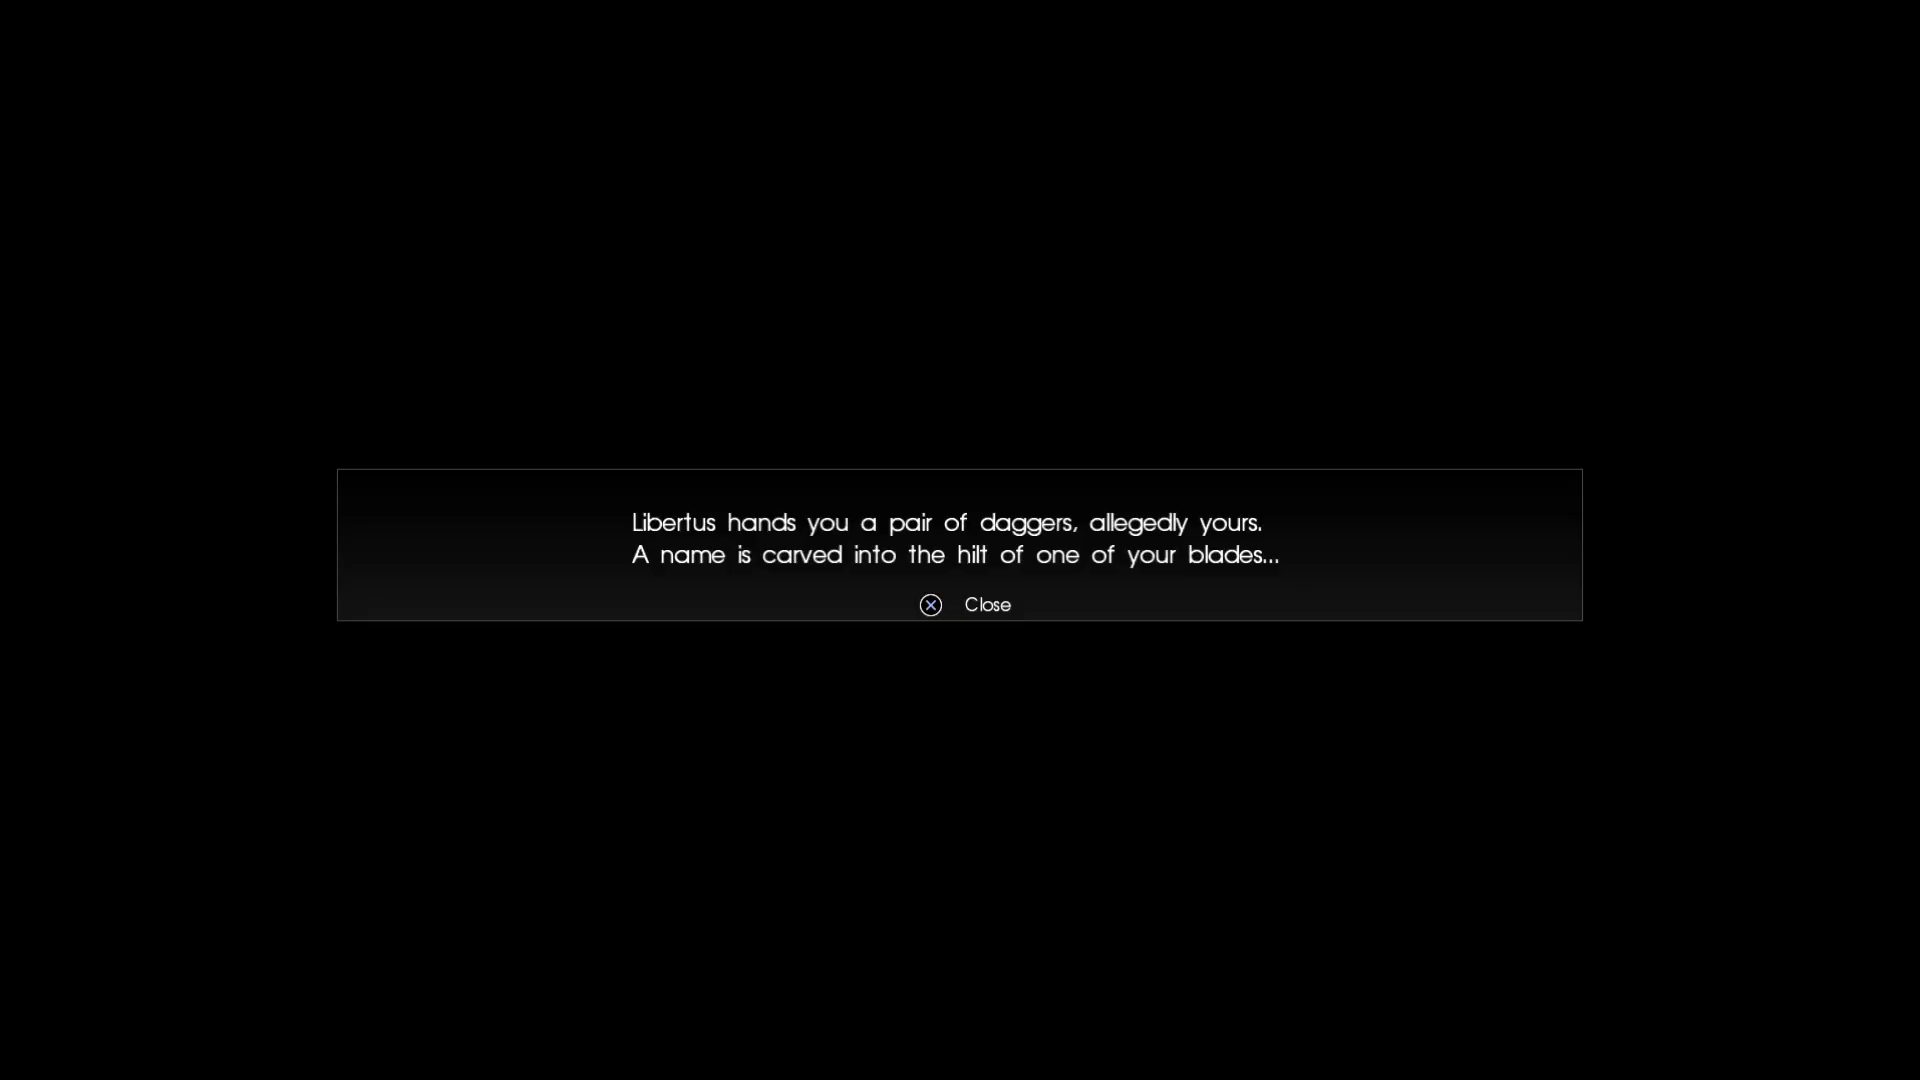 Libertus hands you a pair of daggers, allegedly yours.
A name is carved into the hilt of one of your blades...
Close